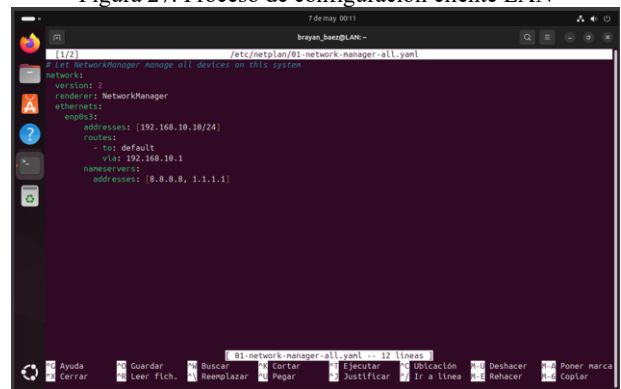 Figura 27. Proceso de configuración cliente LAN
7 de may 00:11
brayan_baez@LAN: ~
[1/2] /etc/netplan/01-network-manager-all.yaml
# Let NetworkManager manage all devices on this system
network:
version: 2
renderer: NetworkManager
ethernets:
enp0s3:
addresses: [192.168.10.10/24]
routes:
- to: default
via: 192.168.10.1
nameservers:
addresses: [8.8.8.8, 1.1.1.1]
[ 01-network-manager-all.yaml -- 12 líneas ]
^G Ayuda ^O Guardar ^W Buscar ^K Cortar ^T Ejecutar ^C Ubicación M-U Deshacer M-A Poner marca
^X Cerrar ^R Leer fich. ^\ Reemplazar ^U Pegar ^J Justificar ^/ Ir a línea M-E Rehacer M-6 Copiar